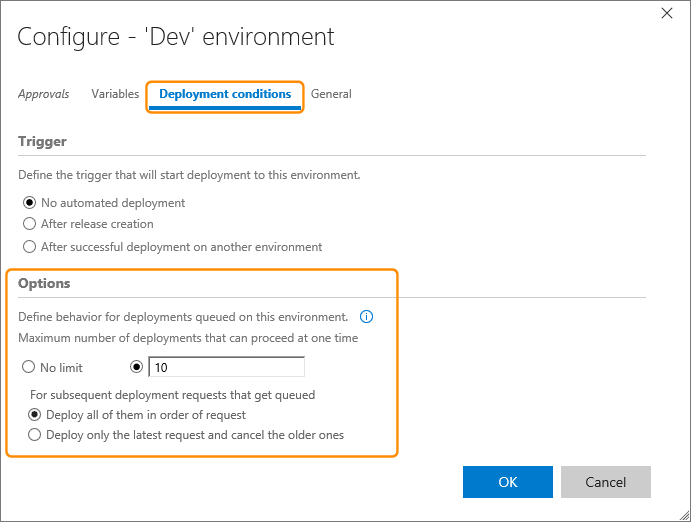 Configure - 'Dev' environment
Approvals Variables Deployment conditions General
Trigger
Define the trigger that will start deployment to this environment.
No automated deployment
After release creation
After successful deployment on another environment
Options
Define behavior for deployments queued on this environment.
Maximum number of deployments that can proceed at one time
No limit 10
For subsequent deployment requests that get queued
Deploy all of them in order of request
Deploy only the latest request and cancel the older ones
OK Cancel